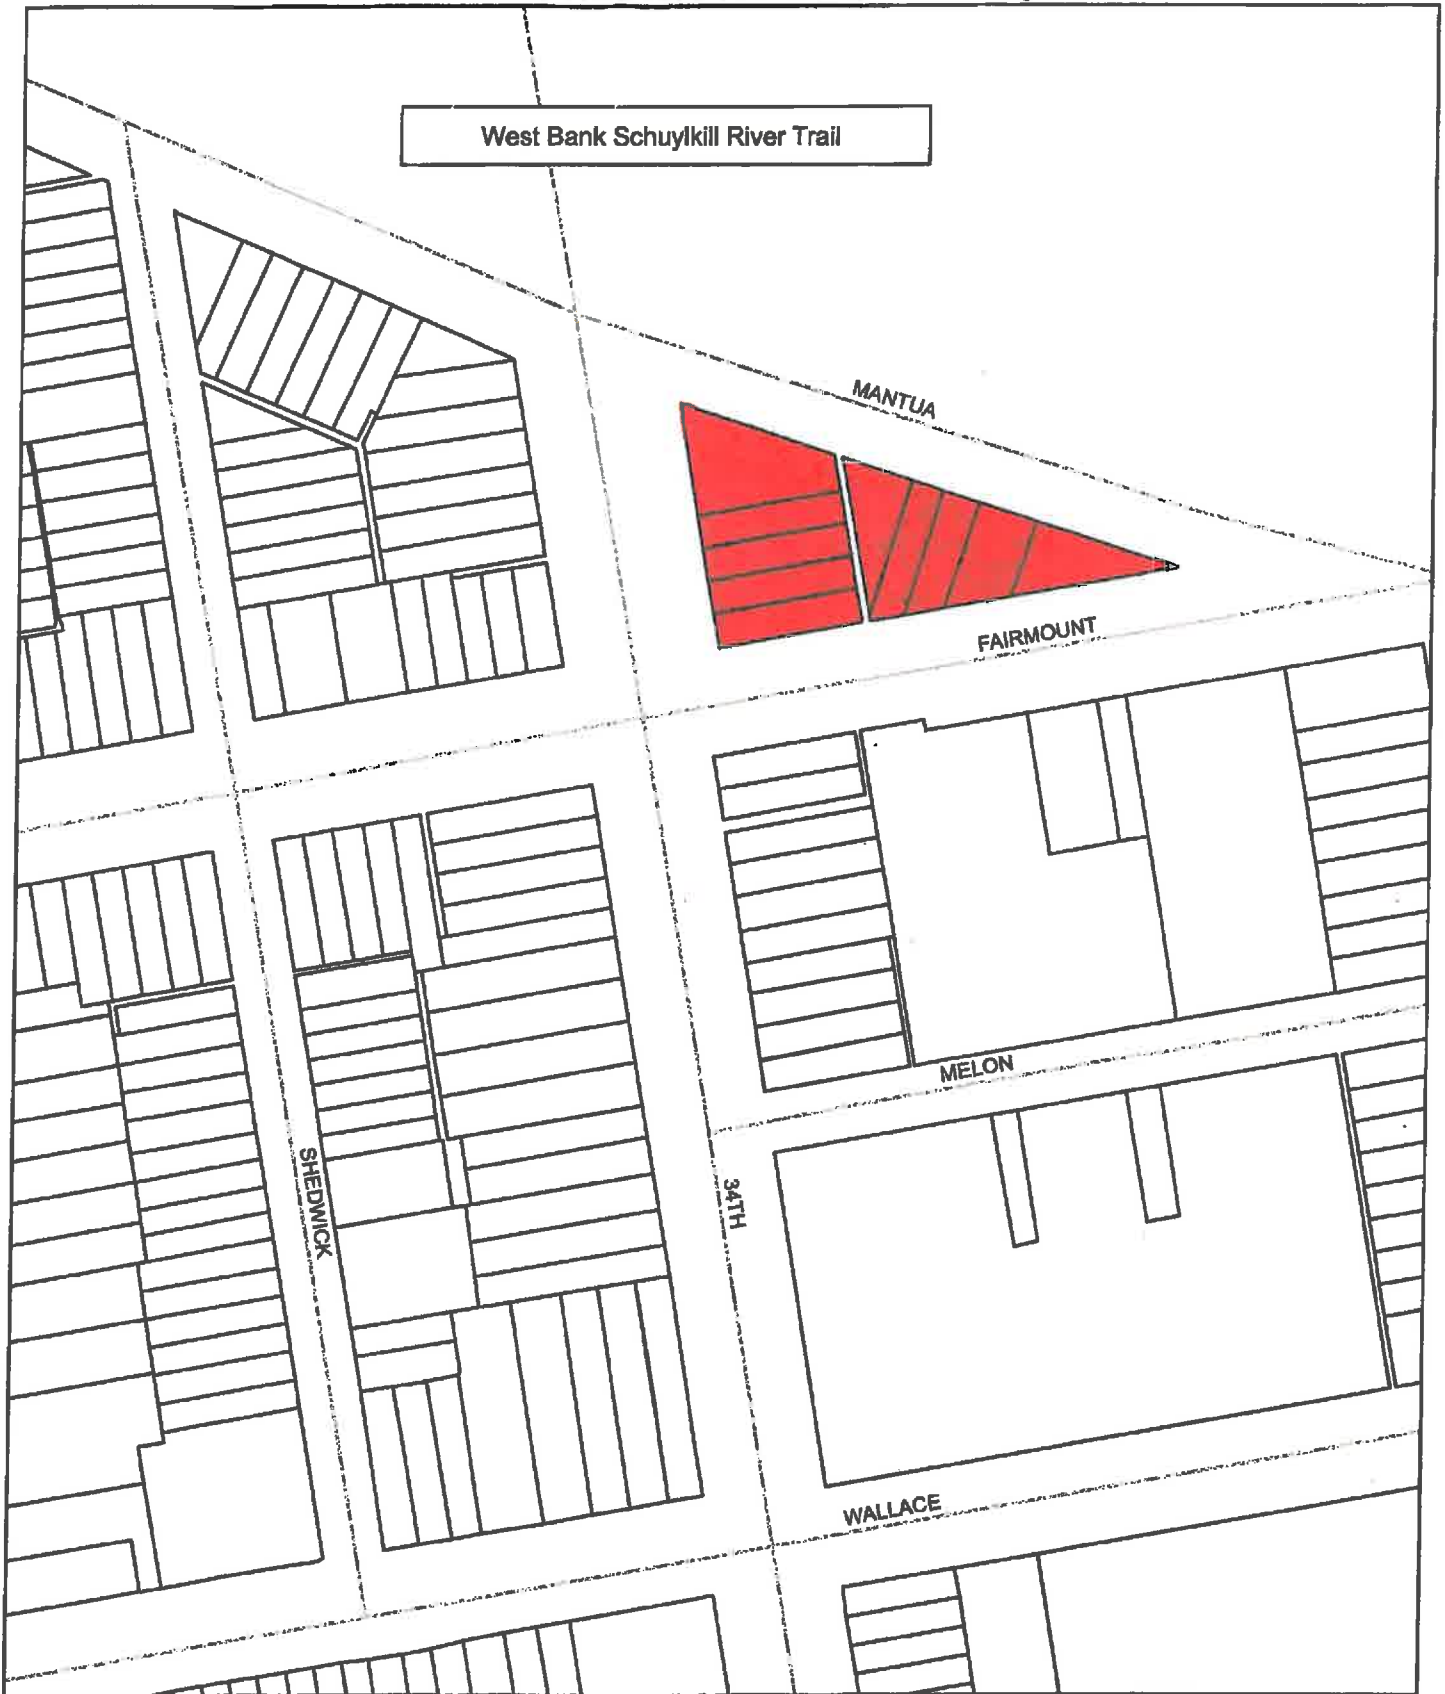 West Bank Schuylkill River Trail
MANTUA
FAIRMOUNT
MELON
SHEDWICK
34TH
WALLACE